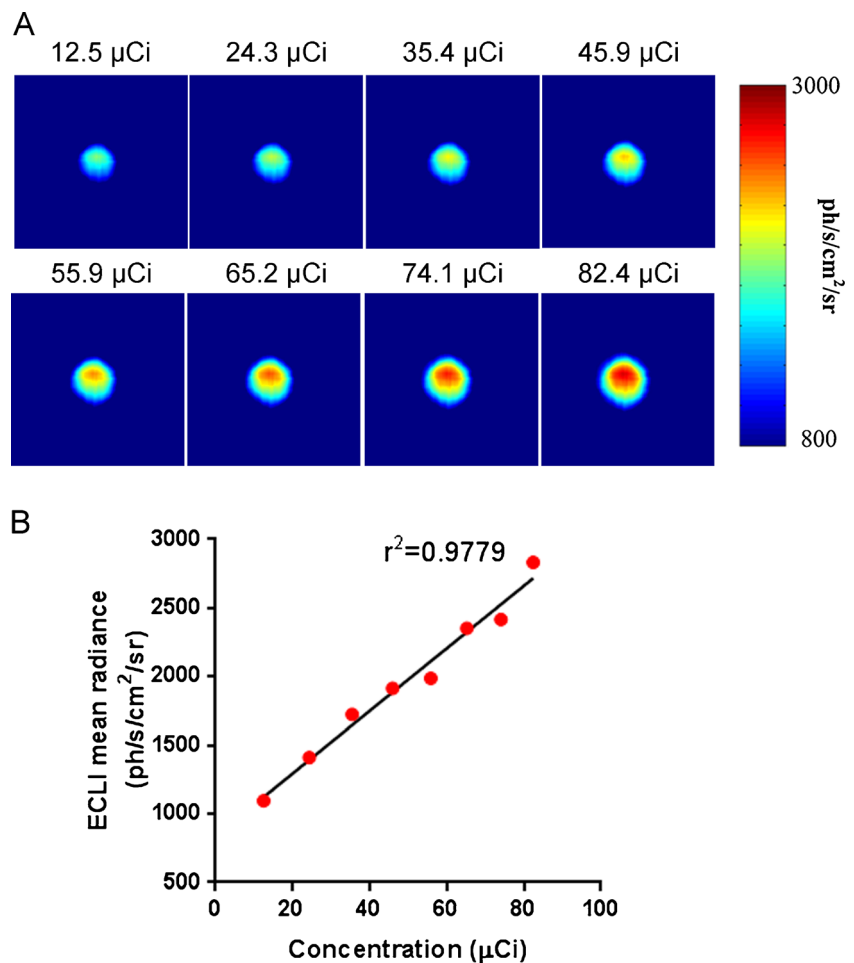 A
12.5 µCi 24.3 µCi 35.4 µCi 45.9 µCi
3000
ph/s/cm²/sr
800
55.9 µCi 65.2 µCi 74.1 µCi 82.4 µCi
B
r²=0.9779
3000
2500
2000
1500
1000
500
ECLI mean radiance
(ph/s/cm²/sr)
0 20 40 60 80 100
Concentration (µCi)